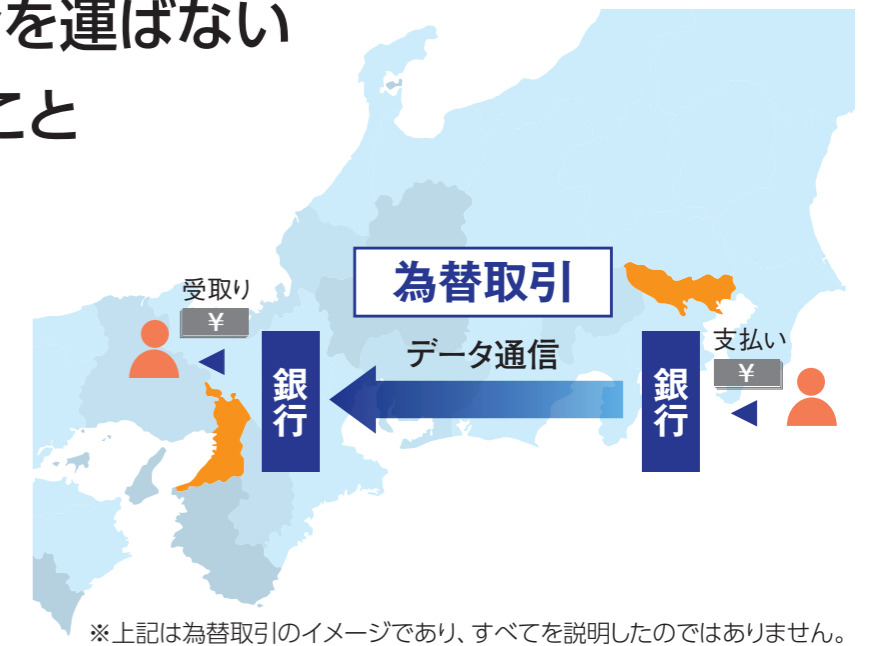 を運ばない
こと
為替取引
受取り
¥
データ通信
支払い
¥
銀行
銀行
※上記は為替取引のイメージであり、すべてを説明したのではありません。